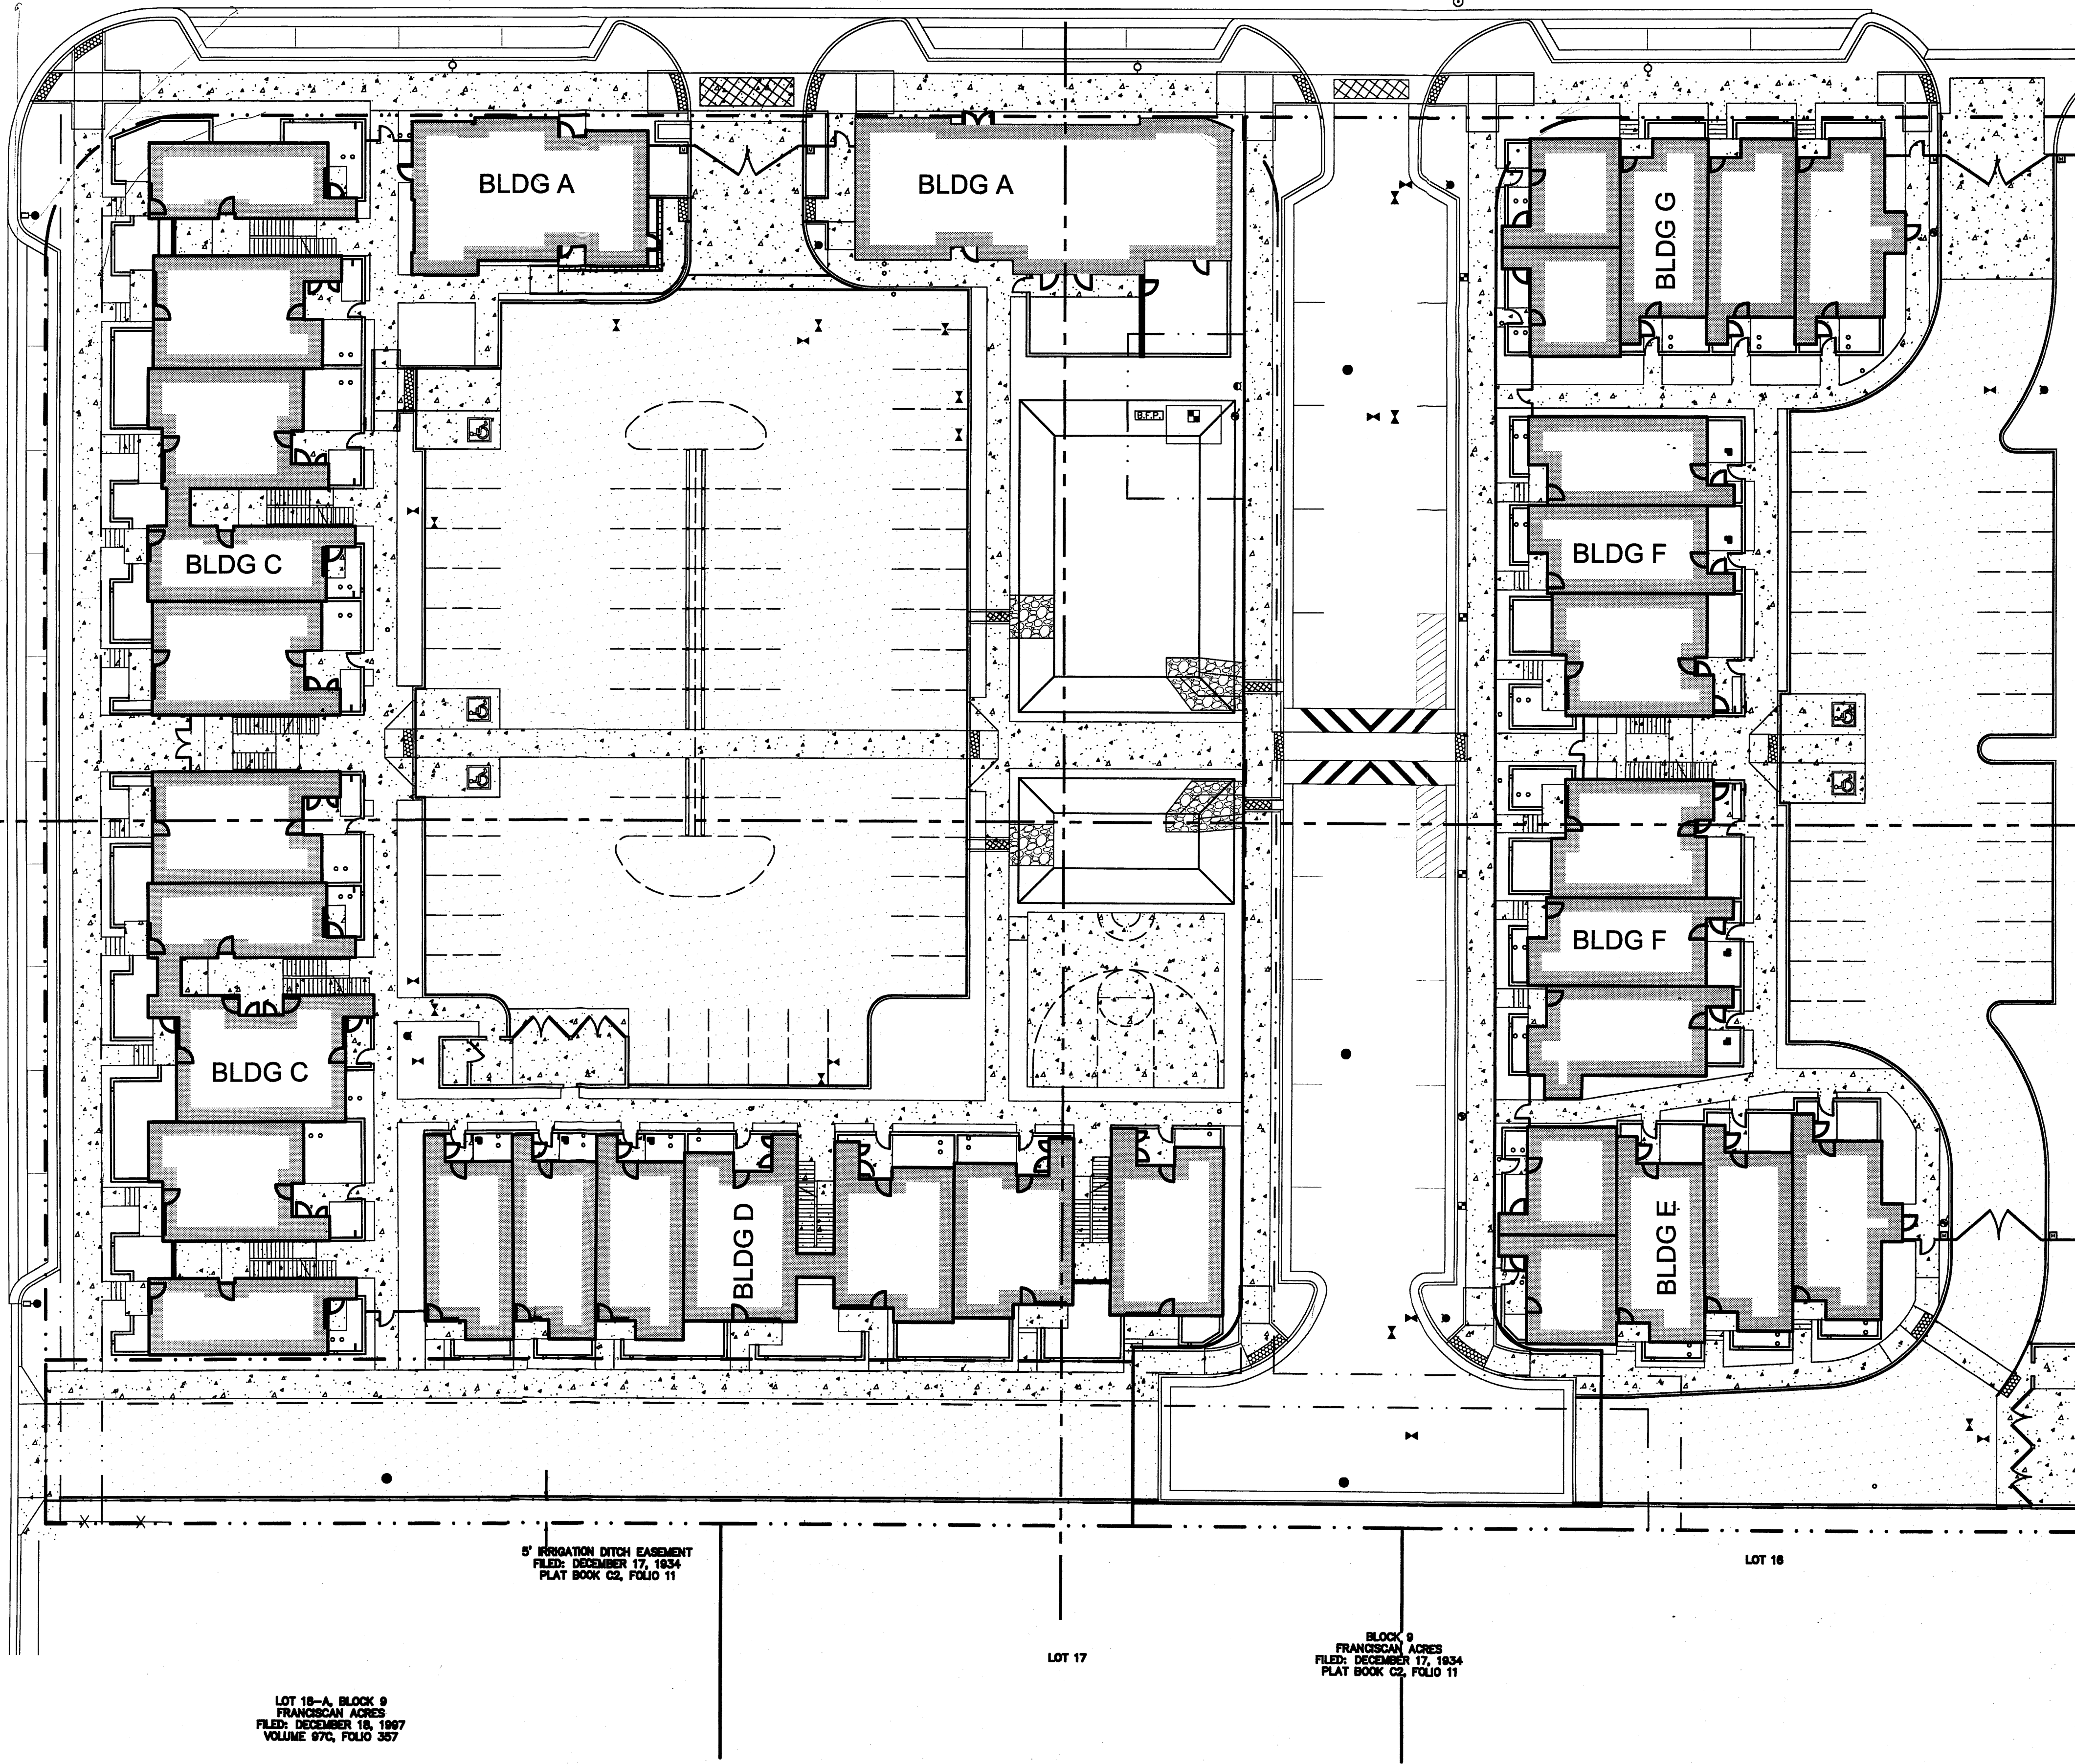 BLDG A
BLDG A
BLDG G
B.F.P.
BLDG F
BLDG C
BLDG F
BLDG C
BLDG D
BLDG E
5' IRRIGATION DITCH EASEMENT
FILED: DECEMBER 17, 1934
PLAT BOOK C2, FOLIO 11
LOT 16
BLOCK 9
FRANCISCAN ACRES
FILED: DECEMBER 17, 1934
PLAT BOOK C2, FOLIO 11
LOT 17
LOT 18-A, BLOCK 9
FRANCISCAN ACRES
FILED: DECEMBER 18, 1997
VOLUME 97C, FOLIO 357